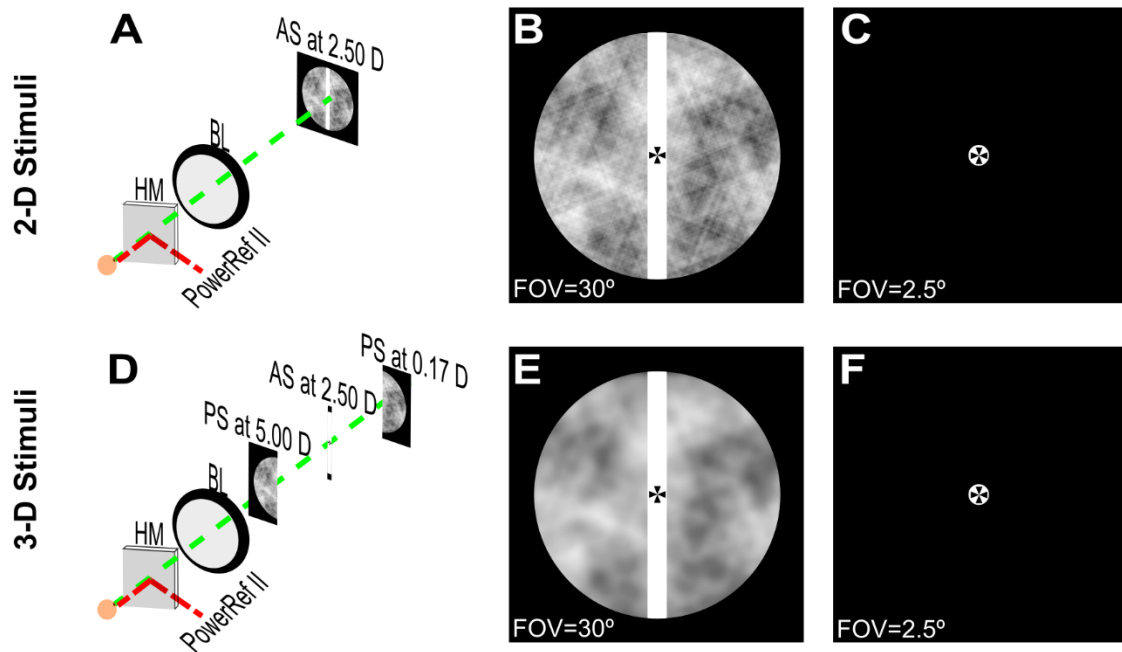 2-D Stimuli
A
AS at 2.50 D
BL
HM
PowerRef II
B
FOV=30º
C
FOV=2.5º
3-D Stimuli
D
PS at 0.17 D
AS at 2.50 D
PS at 5.00 D
BL
HM
PowerRef II
E
FOV=30º
F
FOV=2.5º